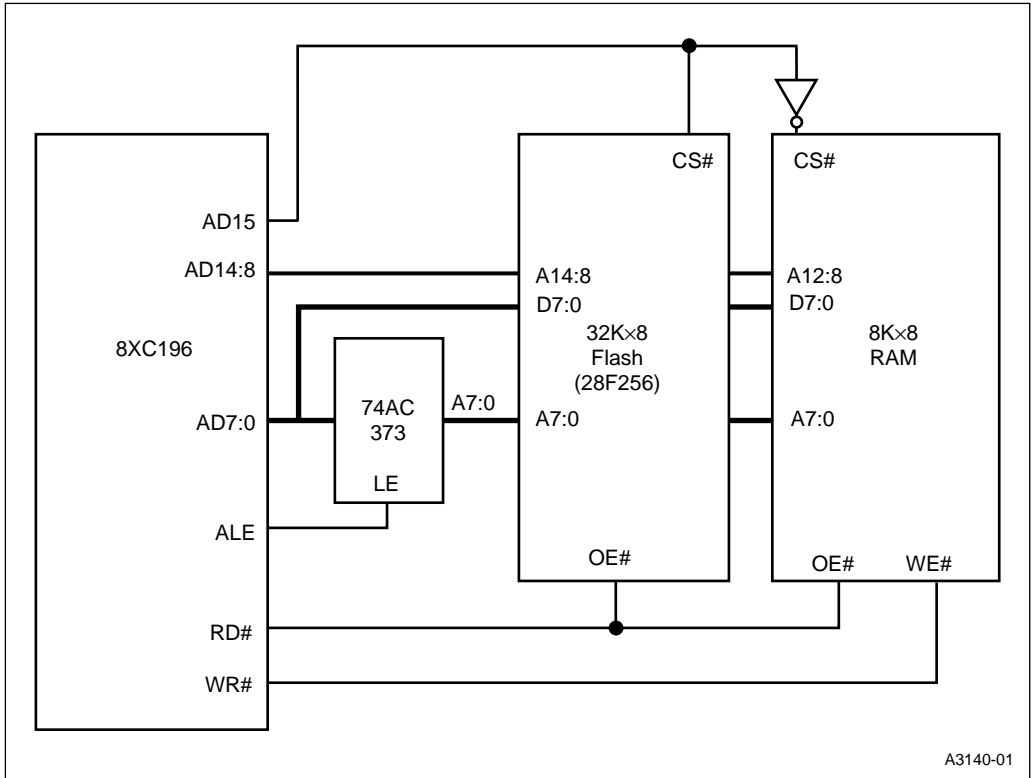 CS#
CS#
AD15
AD14:8
A14:8
A12:8
D7:0
D7:0
8XC196
32K×8
Flash
(28F256)
8K×8
RAM
74AC
373
A7:0
AD7:0
A7:0
A7:0
LE
ALE
OE#
OE#
WE#
RD#
WR#
A3140-01